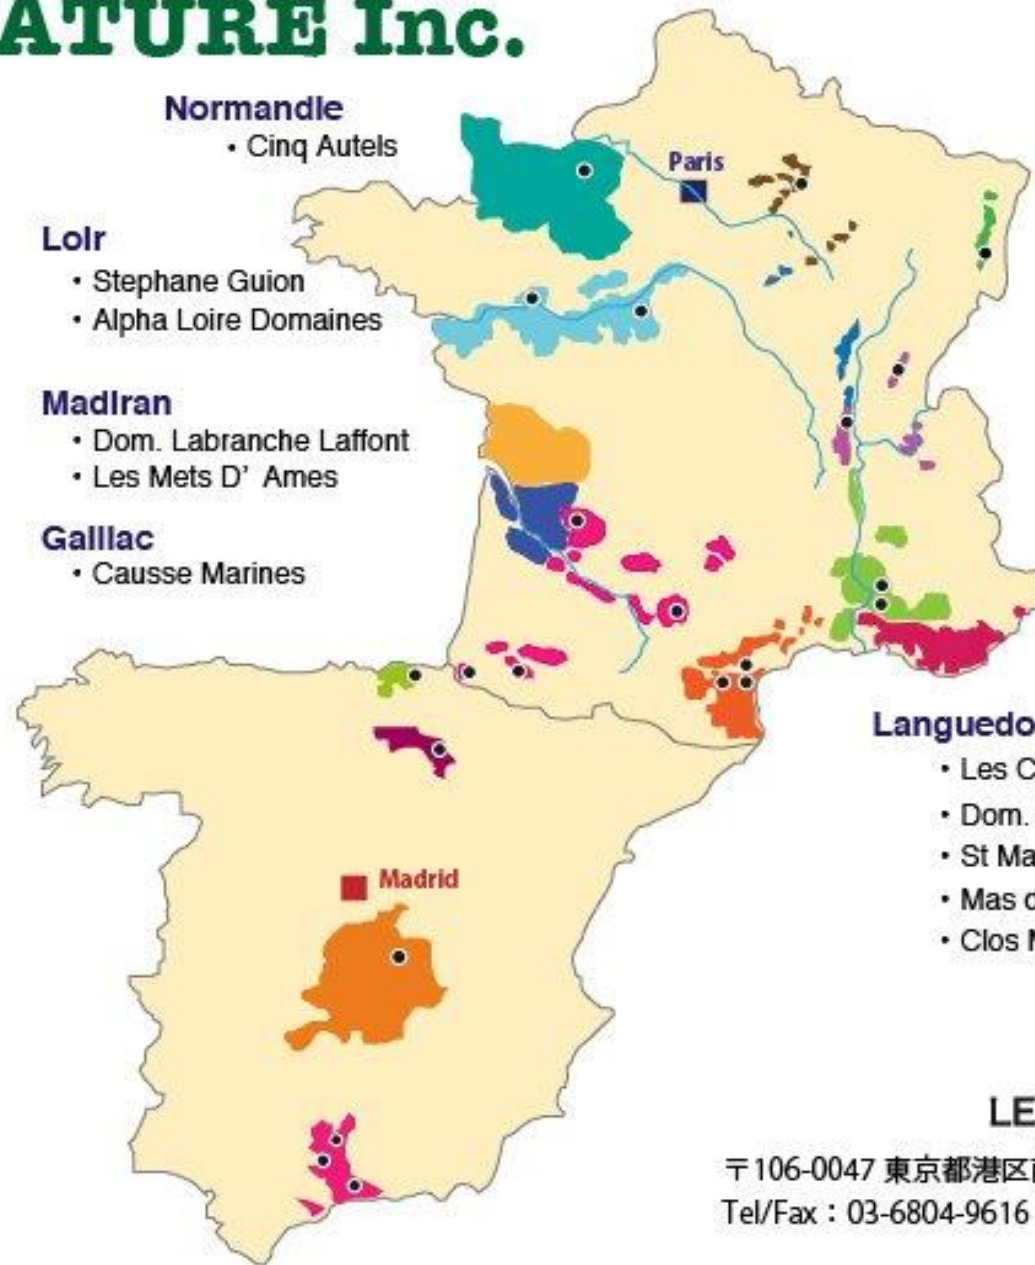 ATURE Inc.
Normandie
・Cinq Autels
Paris
Loir
・Stephane Guion
・Alpha Loire Domaines
Madiran
・Dom. Labranche Laffont
・Les Mets D’ Ames
Galllac
・Causse Marines
Languedo
・Les C
・Dom.
・St Ma
・Mas d
・Clos
Madrid
LE
〒106-0047 東京都港区
Tel/Fax：03-6804-9616